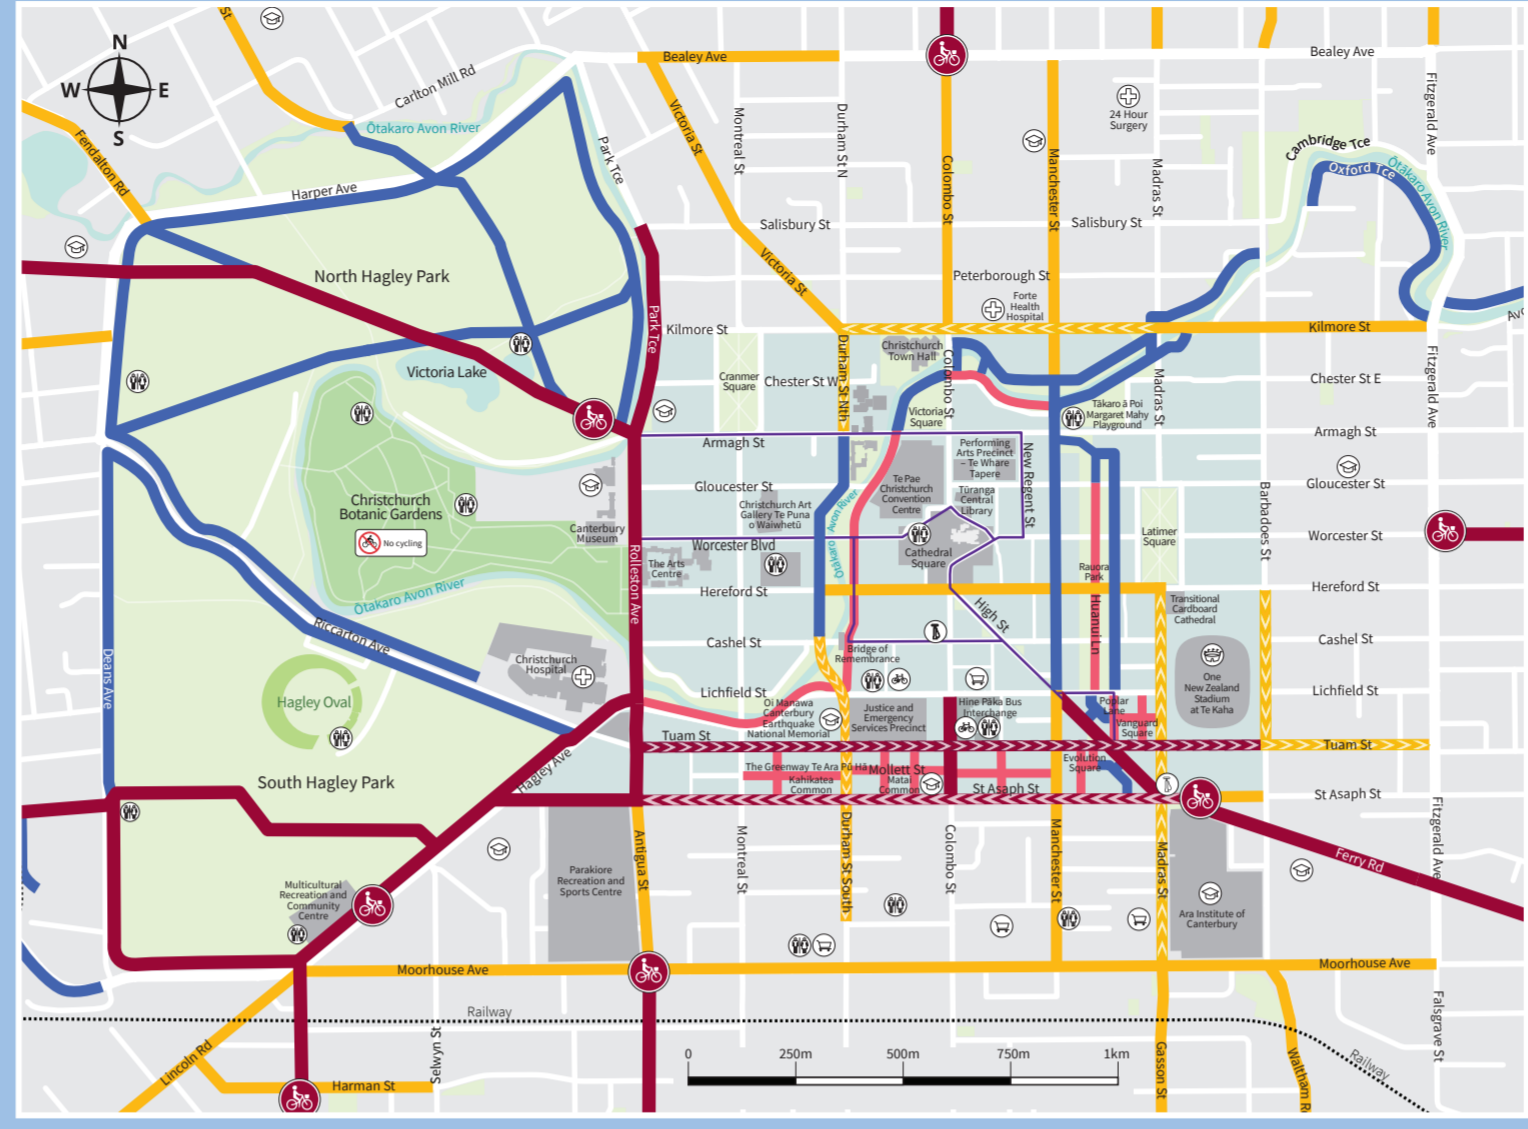 St
N
W
E
S
Carlton Mill Rd
Ōtakaro Avon River
Fendalton Rd
Harper Ave
Park Tce
Bealey Ave
Bealey Ave
Victoria St
Montreal St
Durham St N
Colombo St
Manchester St
24 Hour
Surgery
Madras St
Cambridge Tce
Oxford Tce
Ōtākaro Avon River
Fitzgerald Ave
Salisbury St
Salisbury St
North Hagley Park
Victoria St
Peterborough St
Forte
Health
Hospital
Park Tce
Kilmore St
Kilmore St
Victoria Lake
Cranmer
Square
Chester St W
Durham St Nth
Christchurch
Town Hall
Colombo St
Victoria
Square
Chester St E
Madras St
Fitzgerald Ave
Tākaro ā Poi
Margaret Mahy
Playground
Armagh St
Armagh St
Performing
Arts Precinct
– Te Whare
Tapere
New Regent St
Gloucester St
Gloucester St
Te Pae
Christchurch
Convention
Centre
Tūranga
Central
Library
Christchurch
Botanic Gardens
No cycling
Canterbury
Museum
Christchurch Art
Gallery Te Puna
o Waiwhetū
Ōtākaro Avon River
Worcester Blvd
Worcester St
Latimer
Square
Barbadoes St
Cathedral
Square
The Arts
Centre
Rolleston Ave
Rauora
Park
Hereford St
Hereford St
Ōtakaro Avon River
High St
Huanui Ln
Transitional
Cardboard
Cathedral
Riccarton Ave
Cashel St
Cashel St
Bridge of
Remembrance
Christchurch
Hospital
Deans Ave
Hagley Oval
One
New Zealand
Stadium
at Te Kaha
Lichfield St
Lichfield St
Oi Manawa
Canterbury
Earthquake
National Memorial
Justice and
Emergency
Services Precinct
Hine Pāka Bus
Interchange
Poplar
Lane
Vanguard
Square
Tuam St
Tuam St
Hagley Ave
The Greenway Te Ara Pū Hā
Mollett St
Evolution
Square
Kahikatea
Common
Matai
Common
St Asaph St
St Asaph St
South Hagley Park
Antigua St
Montreal St
Durham St South
Colombo St
Manchester St
Madras St
Fitzgerald Ave
Ferry Rd
Parakiore
Recreation and
Sports Centre
Multicultural
Recreation and
Community
Centre
Ara Institute of
Canterbury
Moorhouse Ave
Moorhouse Ave
Railway
Selwyn St
Lincoln Rd
Harman St
0
250m
500m
750m
1km
Gasson St
Waltham R
Railway
Falsgrave St